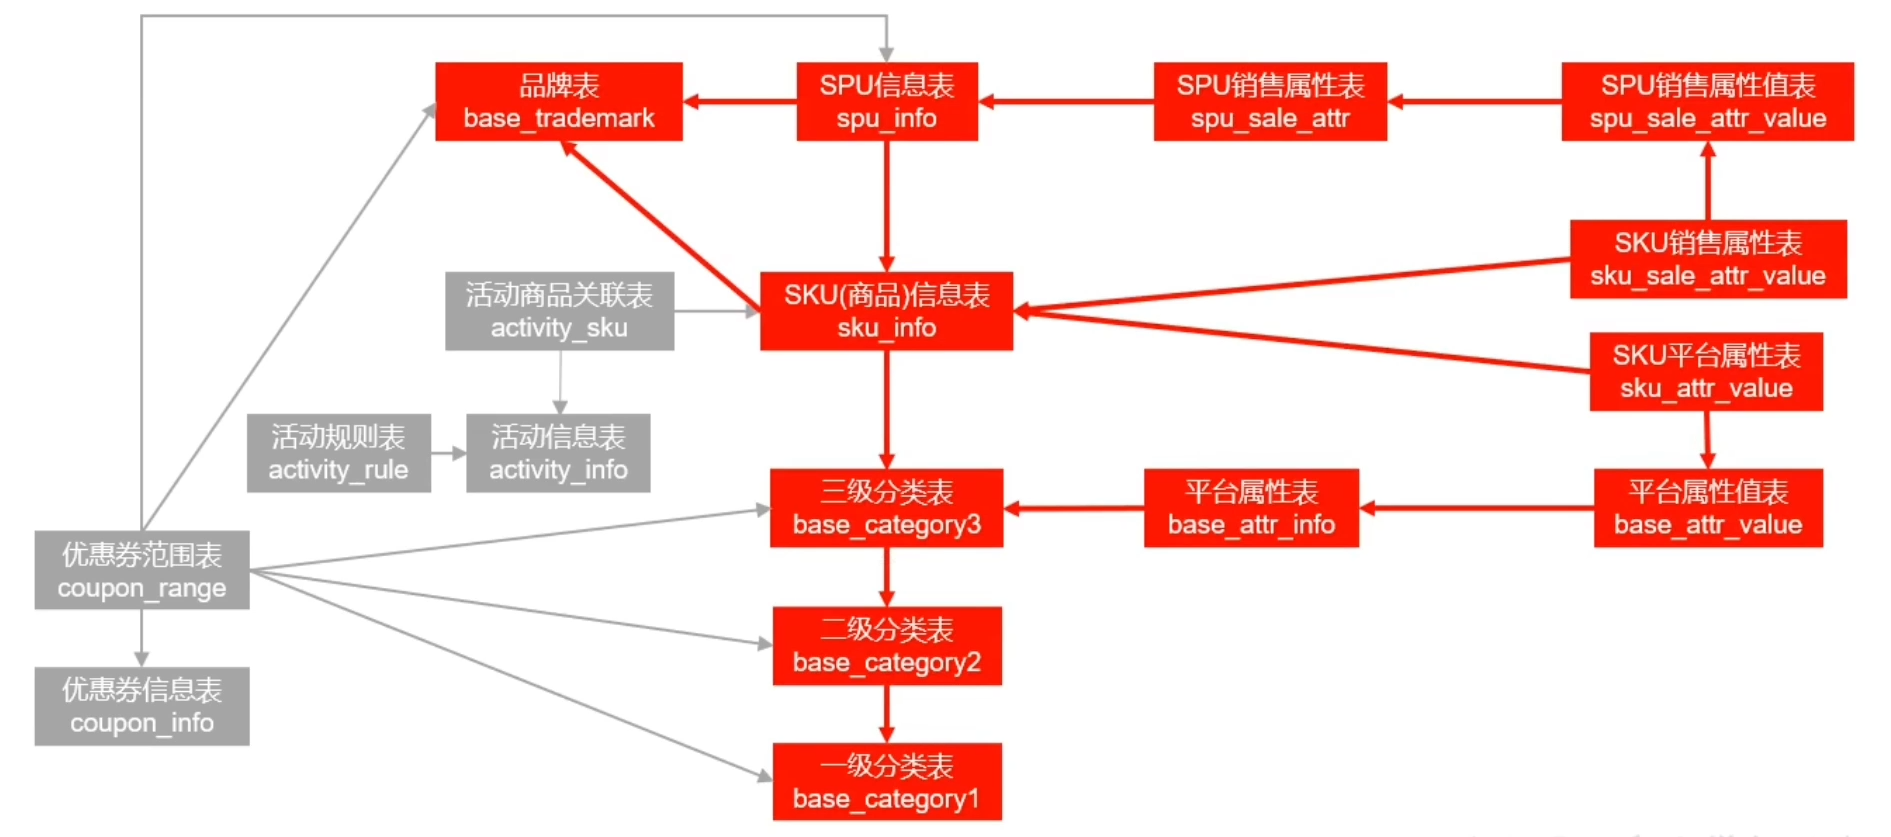 品牌表
base_trademark
SPU信息表
spu_info
SPU销售属性表
spu_sale_attr
SPU销售属性值表
spu_sale_attr_value
SKU销售属性表
sku_sale_attr_value
活动商品关联表
activity_sku
SKU(商品)信息表
sku_info
SKU平台属性表
sku_attr_value
活动规则表
activity_rule
活动信息表
activity_info
三级分类表
base_category3
平台属性表
base_attr_info
平台属性值表
base_attr_value
优惠券范围表
coupon_range
二级分类表
base_category2
优惠券信息表
coupon_info
一级分类表
base_category1